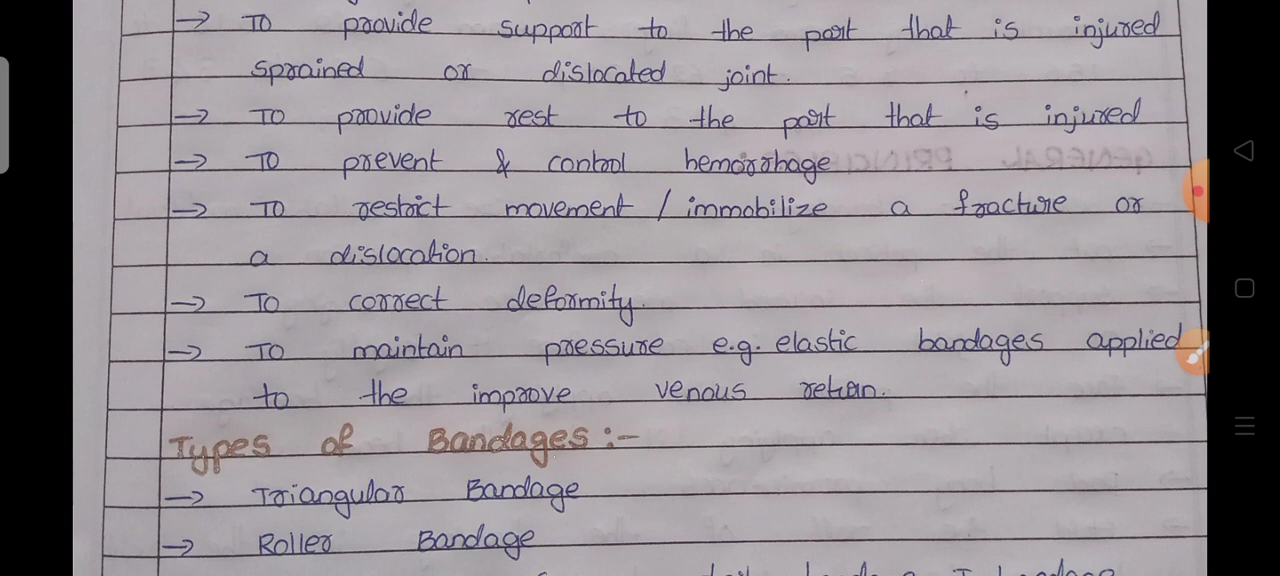 → To provide support to the part that is injured
sprained or dislocated joint.
→ To provide rest to the part that is injured
→ To prevent & control hemorrhage
→ To restrict movement / immobilize a fracture or
a dislocation.
→ To correct deformity.
→ To maintain pressure e.g. elastic bandages applied
to the improve venous retan.
Types of Bandages :-
→ Triangular Bandage
→ Roller Bandage